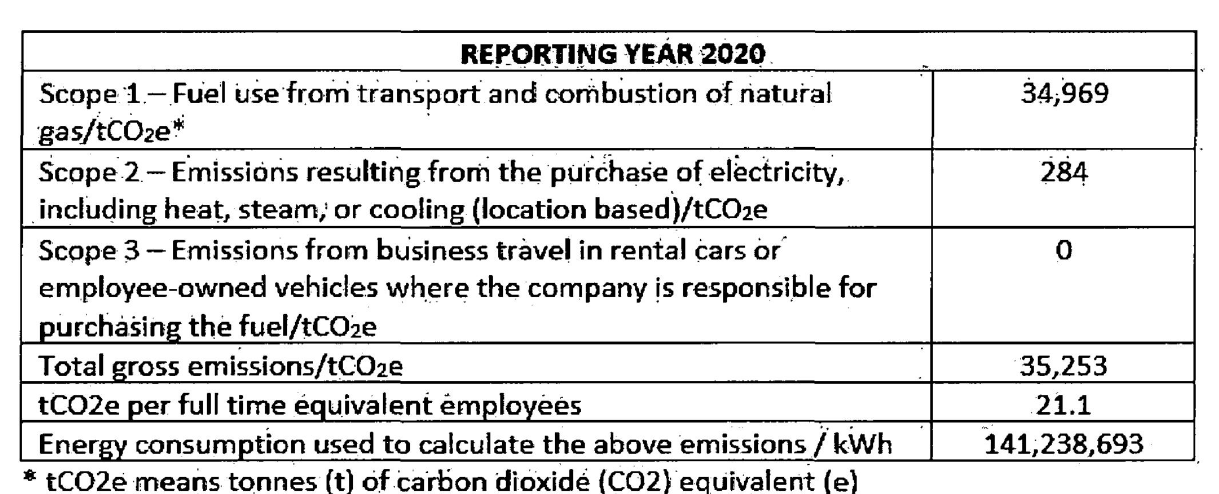 REPORTING YEAR 2020
Scope 1 – Fuel use from transport and combustion of natural
gas/tCO2e*
34,969
Scope 2 – Emissions resulting from the purchase of electricity,
including heat, steam, or cooling (location based)/tCO2e
284
Scope 3 – Emissions from business travel in rental cars or
employee-owned vehicles where the company is responsible for
purchasing the fuel/tCO2e
0
Total gross emissions/tCO2e
35,253
tCO2e per full time equivalent employees
21.1
Energy consumption used to calculate the above emissions / kWh
141,238,693
* tCO2e means tonnes (t) of carbon dioxide (CO2) equivalent (e)